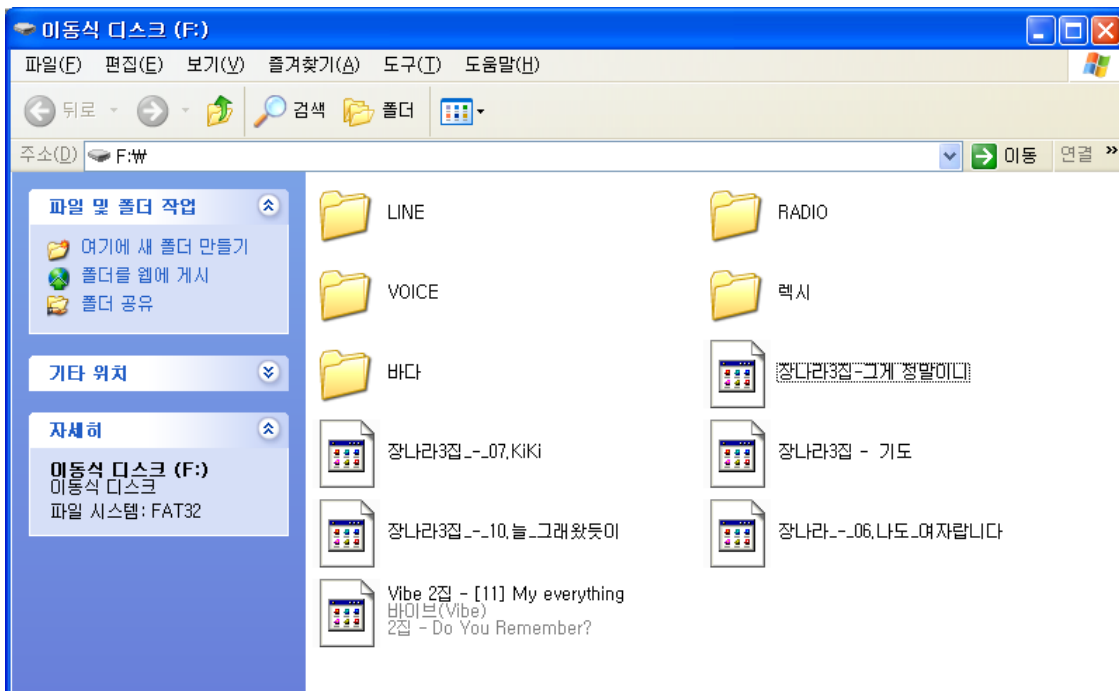 이동식 디스크 (F:)
파일(F) 편집(E) 보기(V) 즐겨찾기(A) 도구(T) 도움말(H)
뒤로 검색 폴더
주소(D) F:₩ 이동 연결 »
파일 및 폴더 작업
여기에 새 폴더 만들기
폴더를 웹에 게시
폴더 공유
기타 위치
자세히
이동식 디스크 (F:)
이동식 디스크
파일 시스템: FAT32
LINE
RADIO
VOICE
렉시
바다
장나라3집-그게 정말이니
장나라3집_-_07.KiKi
장나라3집 - 기도
장나라3집_-_10.늘_그래왔듯이
장나라_-_06.나도_여자랍니다
Vibe 2집 - [11] My everything
바이브(Vibe)
2집 - Do You Remember?